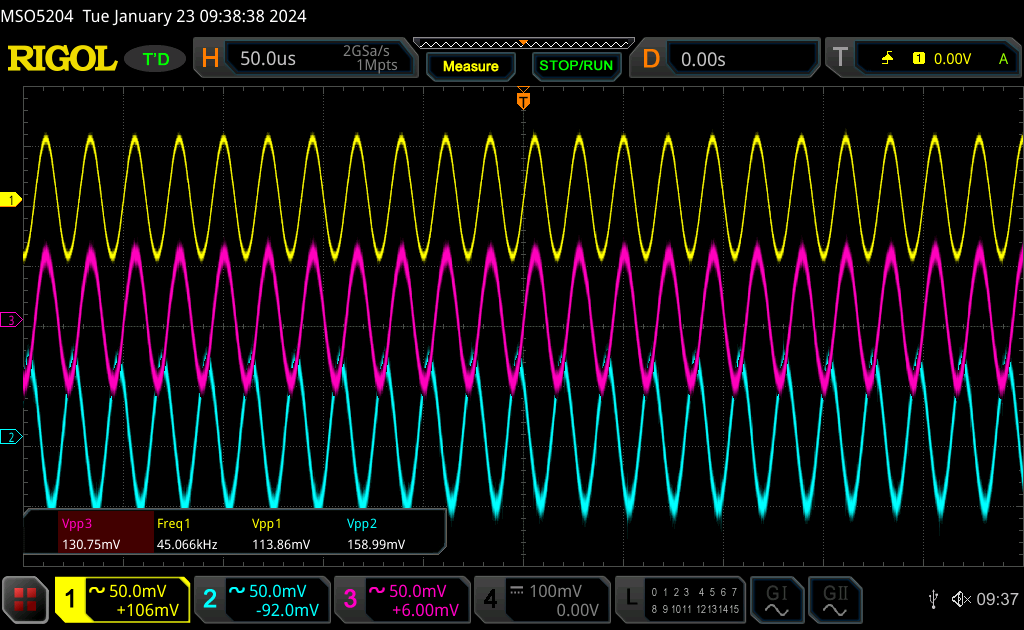 MSO5204 Tue January 23 09:38:38 2024
RIGOL T'D H 50.0us 2GSa/s 1Mpts Measure STOP/RUN D 0.00s T 1 0.00V A
T
1
3
2
Vpp3 Freq1 Vpp1 Vpp2
130.75mV 45.066kHz 113.86mV 158.99mV
1 50.0mV +106mV 2 50.0mV -92.0mV 3 50.0mV +6.00mV 4 100mV 0.00V L 0 1 2 3 4 5 6 7 8 9 10 11 12 13 14 15 GI GII 09:37